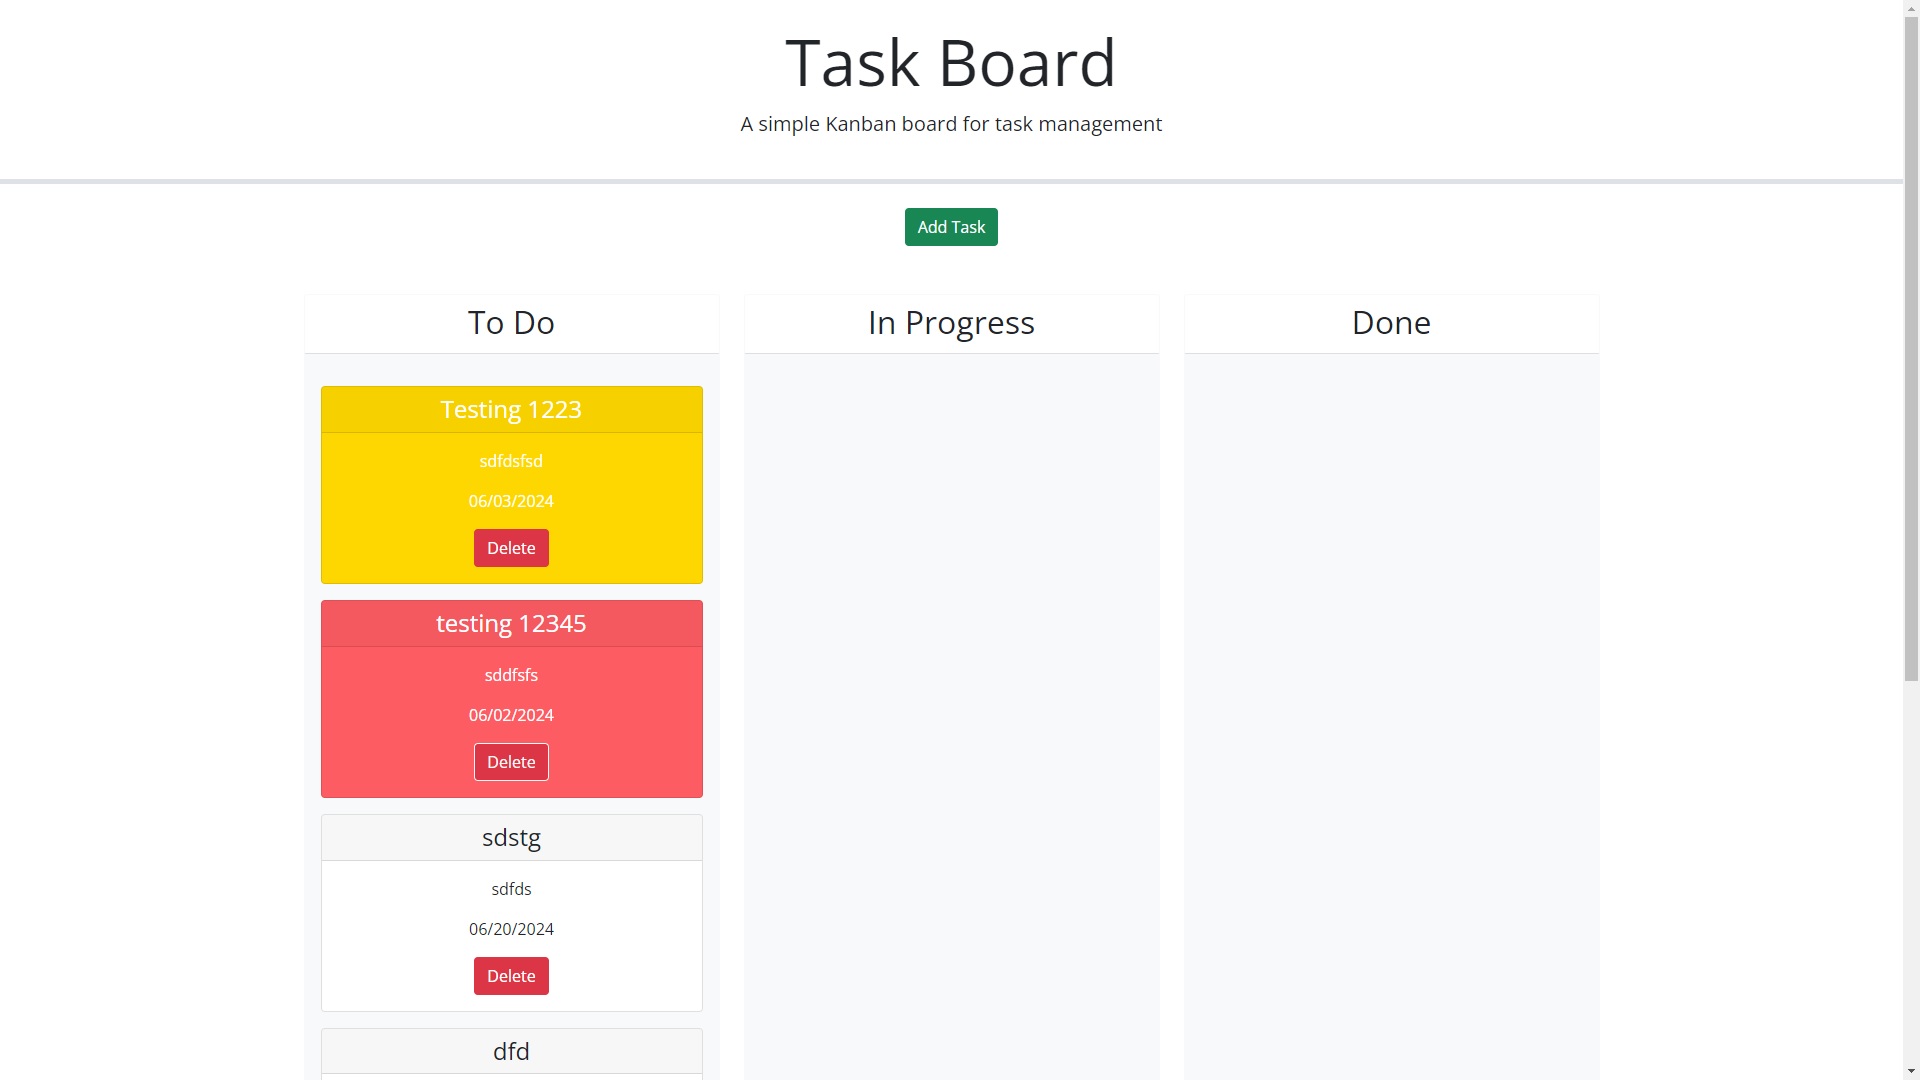 Task Board
A simple Kanban board for task management
Add Task
To Do
Testing 1223
sdfdsfsd
06/03/2024
Delete
testing 12345
sddfsfs
06/02/2024
Delete
sdstg
sdfds
06/20/2024
Delete
dfd
In Progress
Done